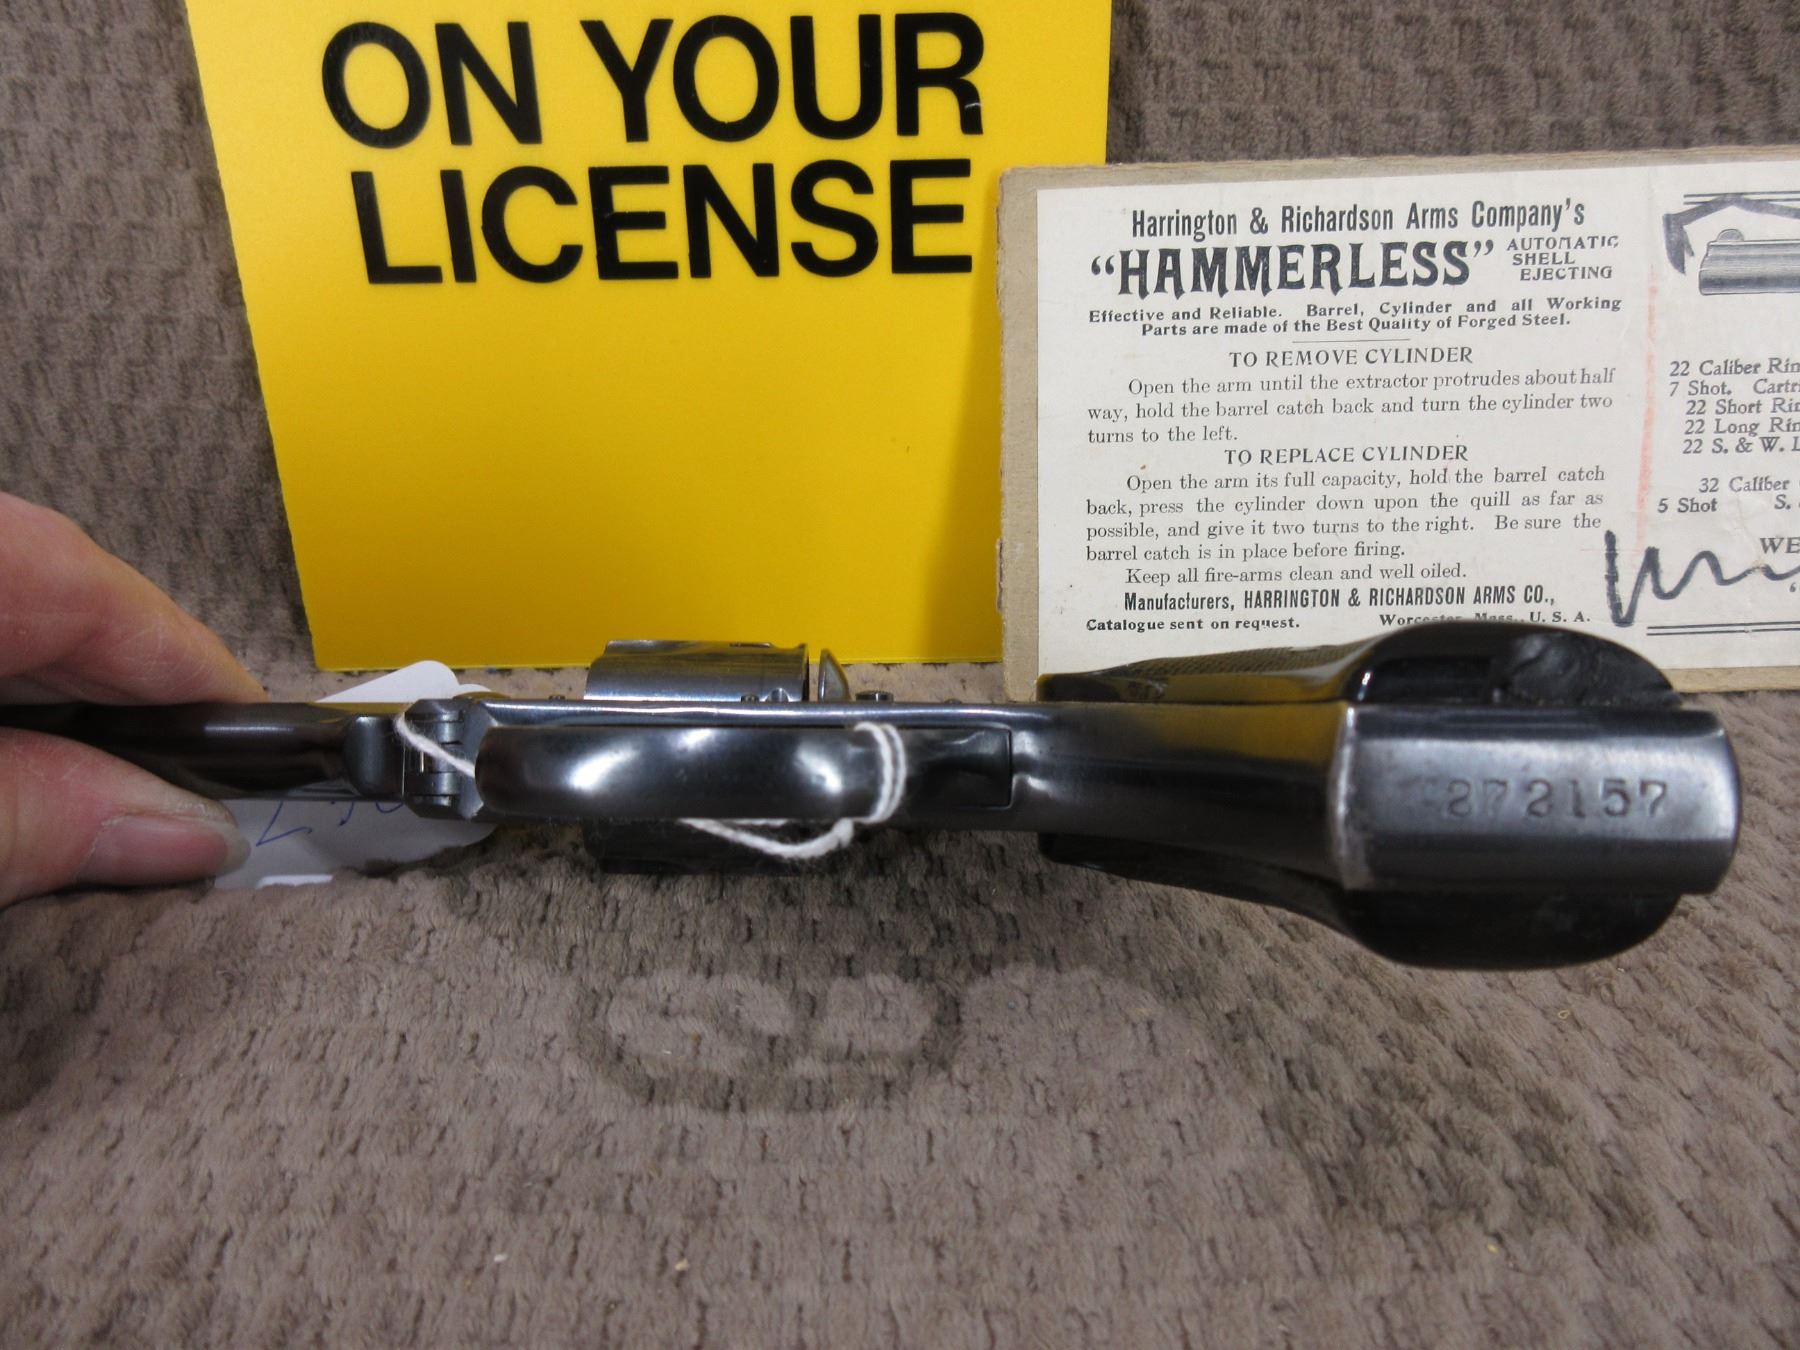 ON YOUR
LICENSE
Harrington & Richardson Arms Company's
"HAMMERLESS" AUTOMATIC
SHELL
EJECTING
Effective and Reliable. Barrel, Cylinder and all Working
Parts are made of the Best Quality of Forged Steel.
TO REMOVE CYLINDER
Open the arm until the extractor protrudes about half
way, hold the barrel catch back and turn the cylinder two
turns to the left.
TO REPLACE CYLINDER
Open the arm its full capacity, hold the barrel catch
back, press the cylinder down upon the quill as far as
possible, and give it two turns to the right. Be sure the
barrel catch is in place before firing.
Keep all fire-arms clean and well oiled.
Manufacturers, HARRINGTON & RICHARDSON ARMS CO.,
Catalogue sent on request. Worcester, Mass., U. S. A.
22 Caliber
7 Shot.
22 Short
22 Long
22 S. & W.
32 Caliber
5 Shot S.
272157